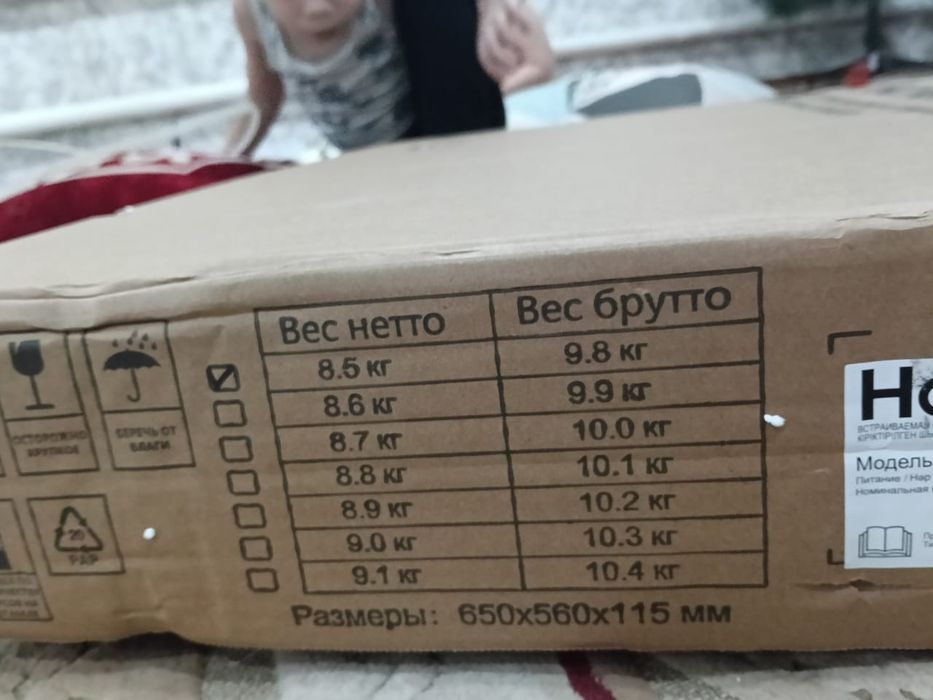 Вес нетто Вес брутто
8.5 кг 9.8 кг
8.6 кг 9.9 кг
8.7 кг 10.0 кг
8.8 кг 10.1 кг
8.9 кг 10.2 кг
9.0 кг 10.3 кг
9.1 кг 10.4 кг
Размеры: 650x560x115 мм
ОСТОРОЖНО
ХРУПКОЕ
БЕРЕЧЬ ОТ
ВЛАГИ
20
PAP
ВСТРАИВАЕМАЯ
Модель
Питание
Номинальная